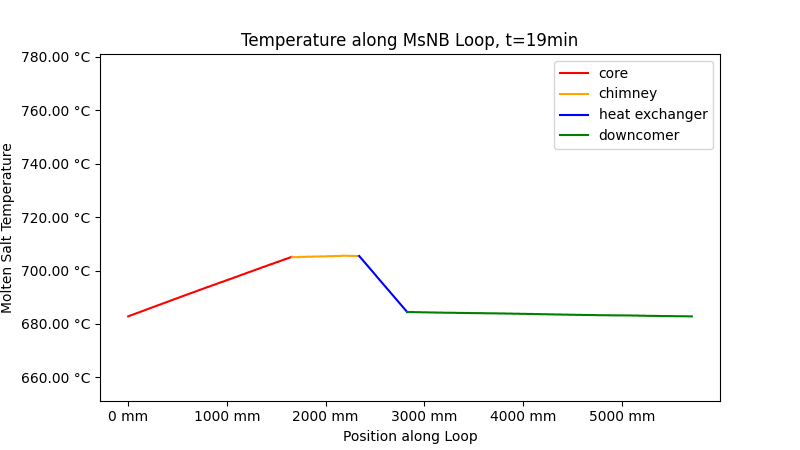 Temperature along MsNB Loop, t=19min
780.00 °C
760.00 °C
740.00 °C
720.00 °C
700.00 °C
680.00 °C
660.00 °C
Molten Salt Temperature
core
chimney
heat exchanger
downcomer
0 mm
1000 mm
2000 mm
3000 mm
4000 mm
5000 mm
Position along Loop